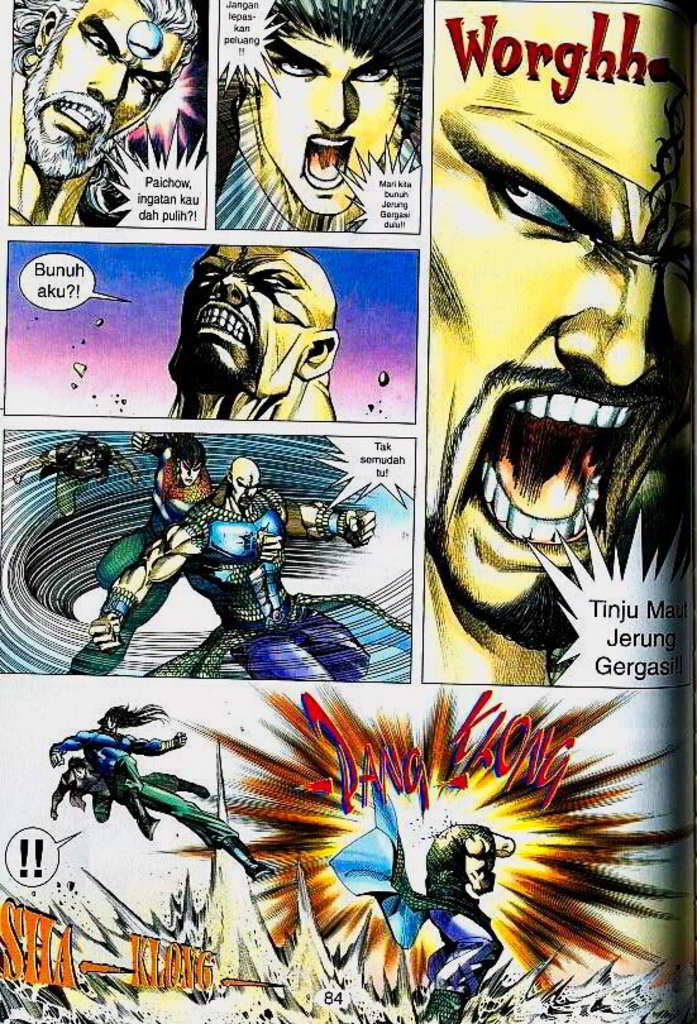 Paichow,
ingatan kau
dah pulih?!
Jangan
lepas-
kan
peluang
!!
Mari kita
bunuh
Jerung
Gergasi
dulu!!
Worghh
Tinju Maut
Jerung
Gergasi!!
Bunuh
aku?!
Tak
semudah
tu!
DANG KLONG
!!
SHA – KLONG –
84